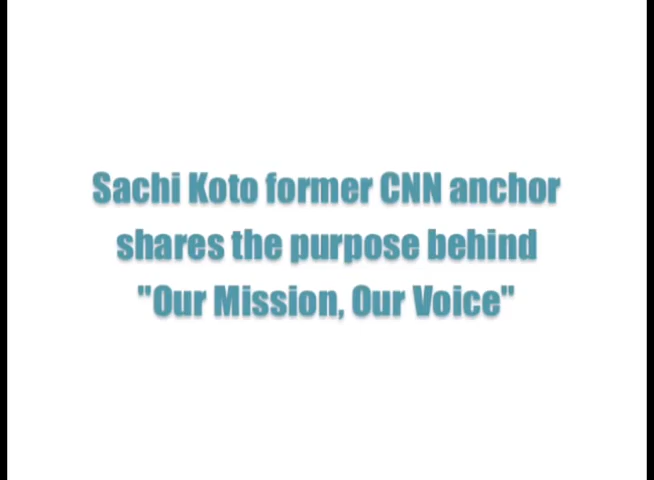 Sachi Koto former CNN anchor
shares the purpose behind
"Our Mission, Our Voice"